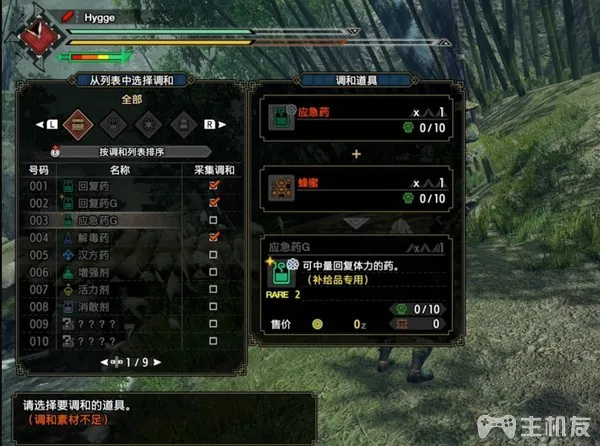 Hygge
从列表中选择调和
全部
L
R
按调和列表排序
号码 名称 采集调和
001 回复药
002 回复药G
003 应急药G
004 解毒药
005 汉方药
006 增强剂
007 活力剂
008 消散剂
009 ????
010 ????
1/9
调和道具
应急药 x 1
0/10
+
蜂蜜 x 1
0/10
应急药G x 1
可中量回复体力的药。
(补给品专用)
RARE 2
0/10
售价 0z 0
请选择要调和的道具。
(调和素材不足)
主机友